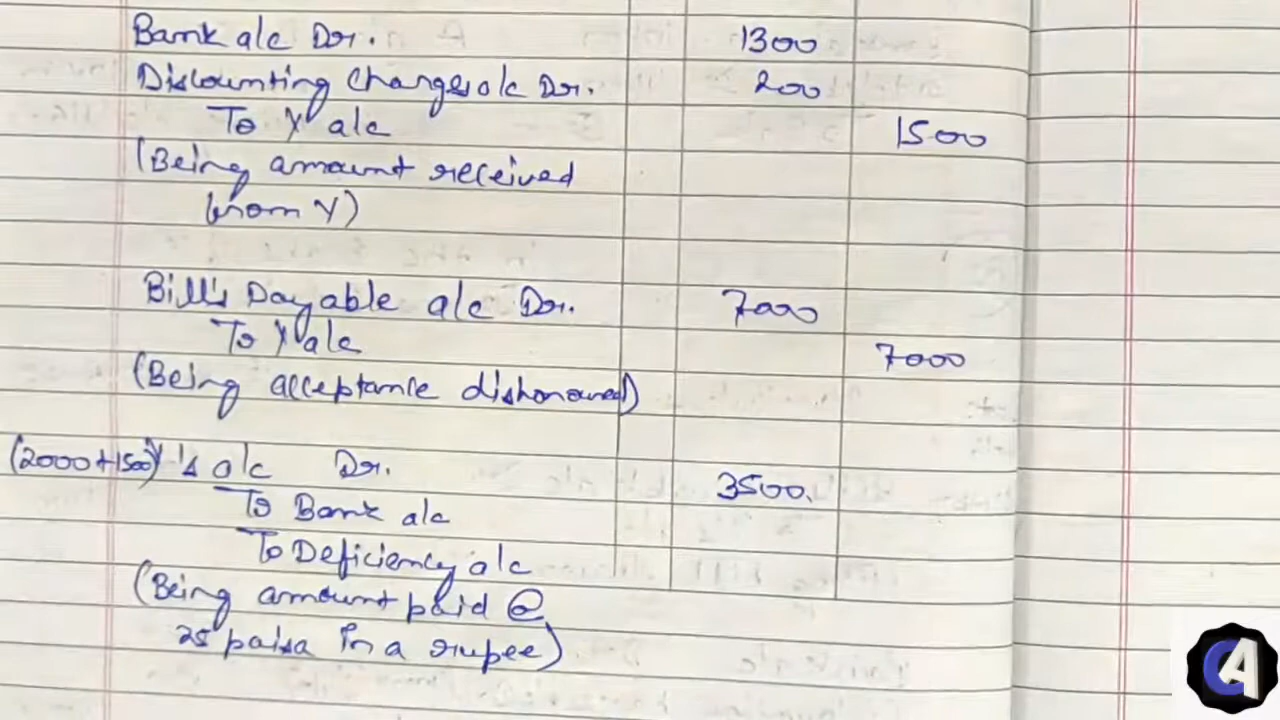 Bank a/c Dr. 1300
Discounting Charges a/c Dr. 200
To Y a/c 1500
(Being amount received
from Y)
Bill's Payable a/c Dr. 7000
To Y a/c 7000
(Being acceptance dishonoured)
(2000+1500) Y's a/c Dr. 3500.
To Bank a/c
To Deficiency a/c
(Being amount paid @
25 paisa in a rupee)
CA